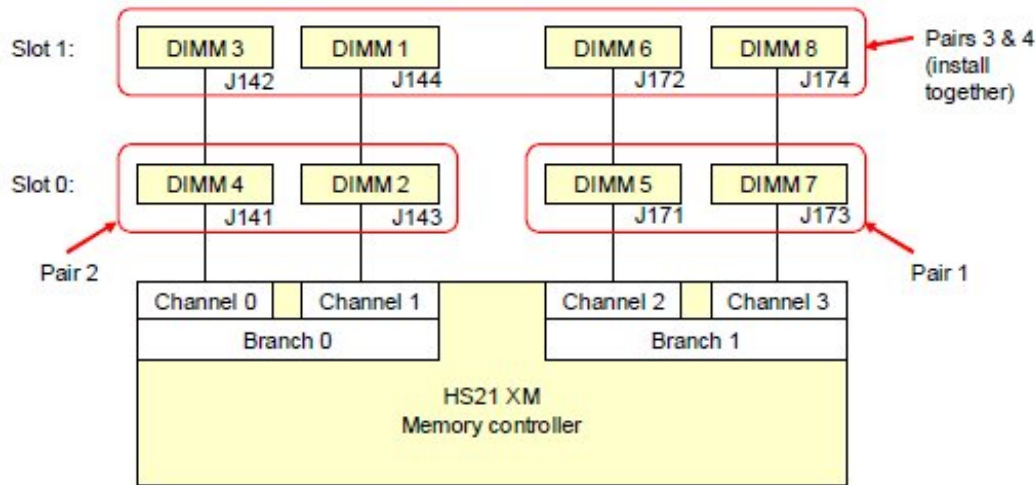 Slot 1:
DIMM 3
DIMM 1
DIMM 6
DIMM 8
J142
J144
J172
J174
Pairs 3 & 4
(install
together)
Slot 0:
DIMM 4
DIMM 2
DIMM 5
DIMM 7
J141
J143
J171
J173
Pair 2
Pair 1
Channel 0
Channel 1
Channel 2
Channel 3
Branch 0
Branch 1
HS21 XM
Memory controller